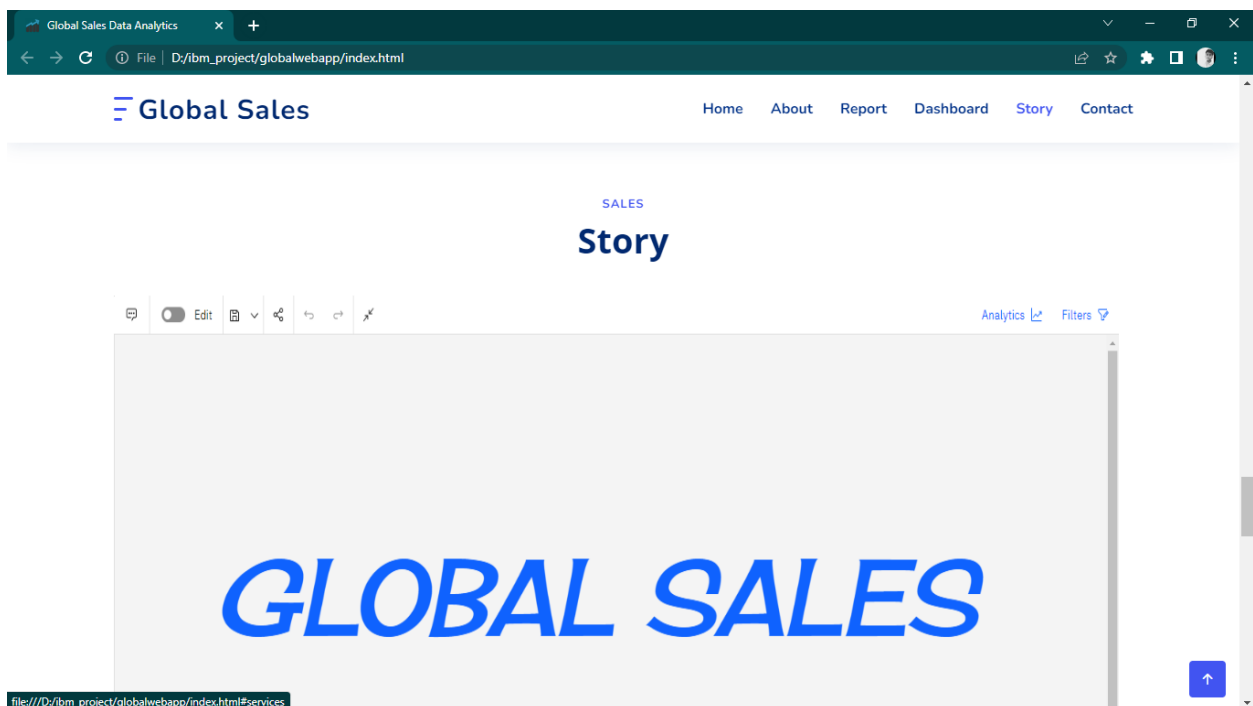 Global Sales Data Analytics
File | D:/ibm_project/globalwebapp/index.html
Global Sales
Home About Report Dashboard Story Contact
SALES
Story
Edit
Analytics Filters
GLOBAL SALES
file:///D:/ibm_project/globalwebapp/index.html#services